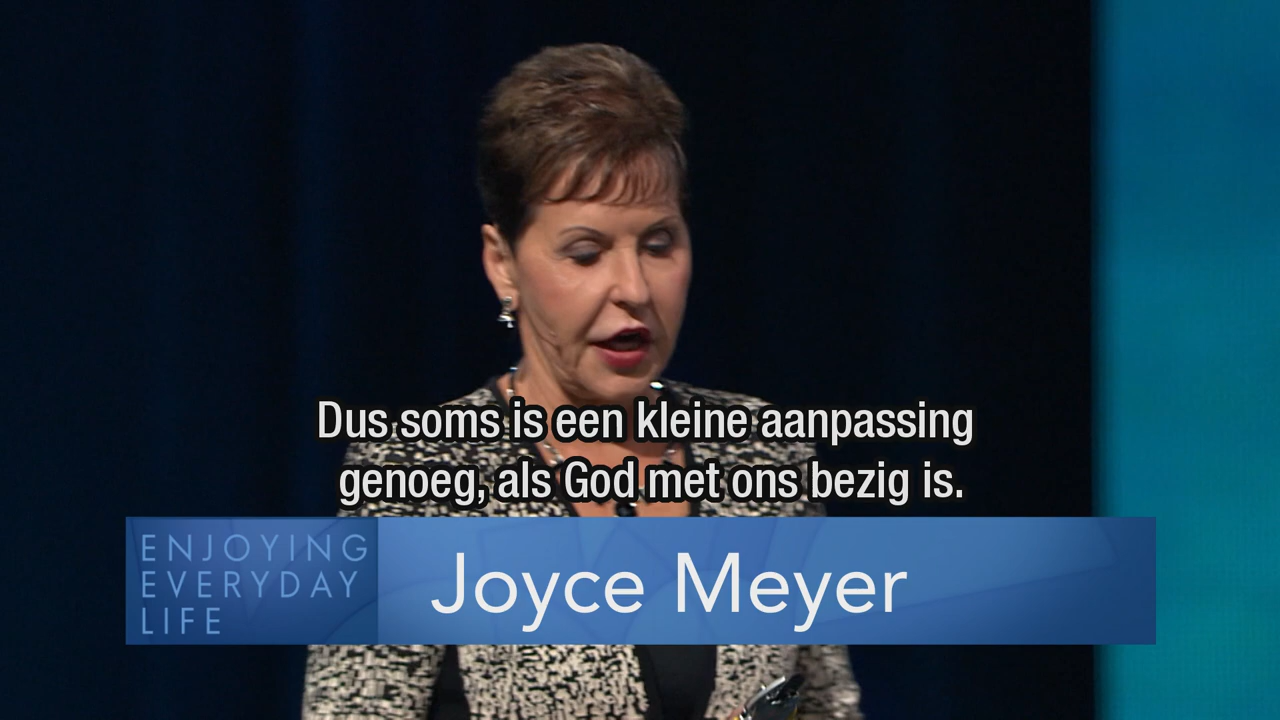 Dus soms is een kleine aanpassing
genoeg, als God met ons bezig is.
ENJOYING
EVERYDAY
LIFE
Joyce Meyer